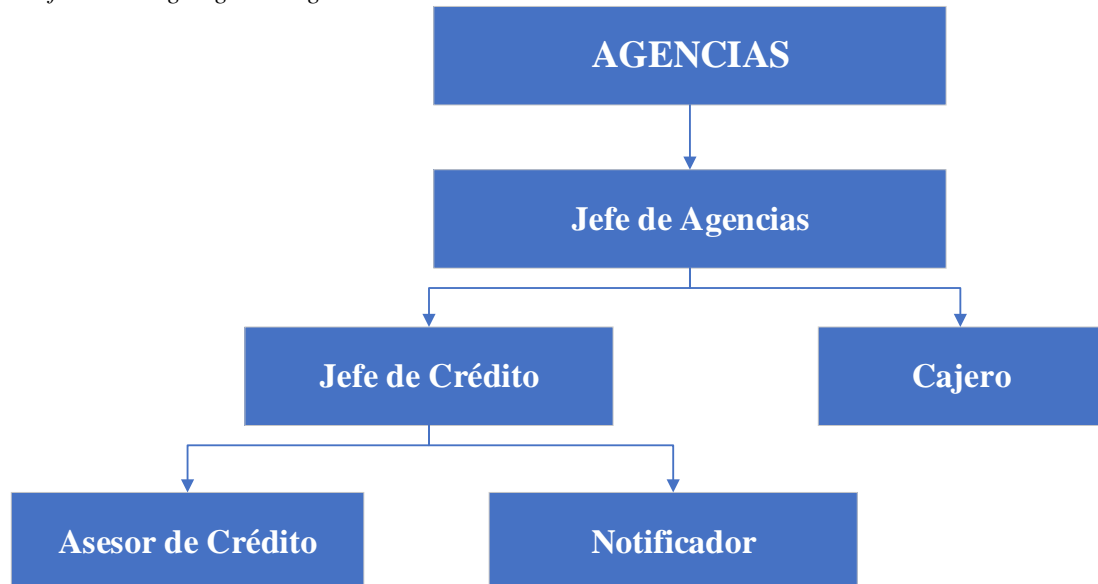 AGENCIAS
Jefe de Agencias
Jefe de Crédito
Cajero
Asesor de Crédito
Notificador